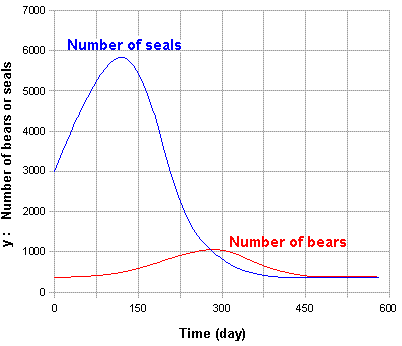 7000
Number of seals
6000
5000
4000
3000
2000
Number of bears
1000
0
y : Number of bears or seals
0 150 300 450 600
Time (day)